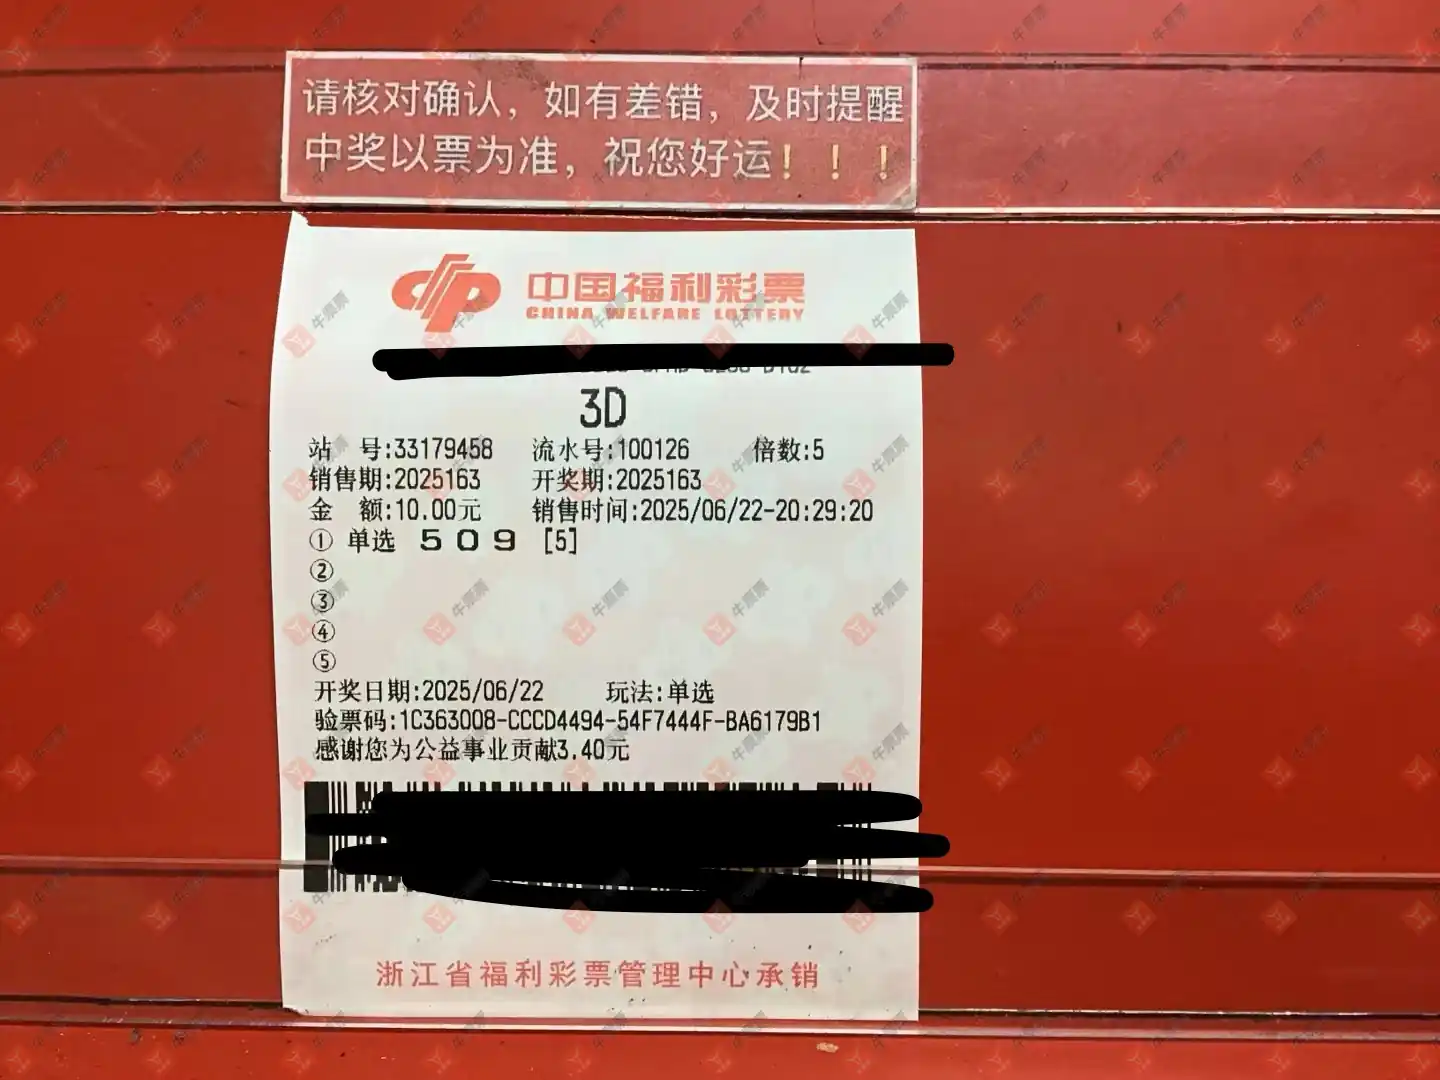 请核对确认，如有差错，及时提醒
中奖以票为准，祝您好运！！！
中国福利彩票
CHINA WELFARE LOTTERY
3D
站 号:33179458 流水号:100126 倍数:5
销售期:2025163 开奖期:2025163
金 额:10.00元 销售时间:2025/06/22-20:29:20
① 单选 5 0 9 [5]
②
③
④
⑤
开奖日期:2025/06/22 玩法:单选
验票码:1C363008-CCCD4494-54F7444F-BA6179B1
感谢您为公益事业贡献3.40元
浙江省福利彩票管理中心承销
牛票票